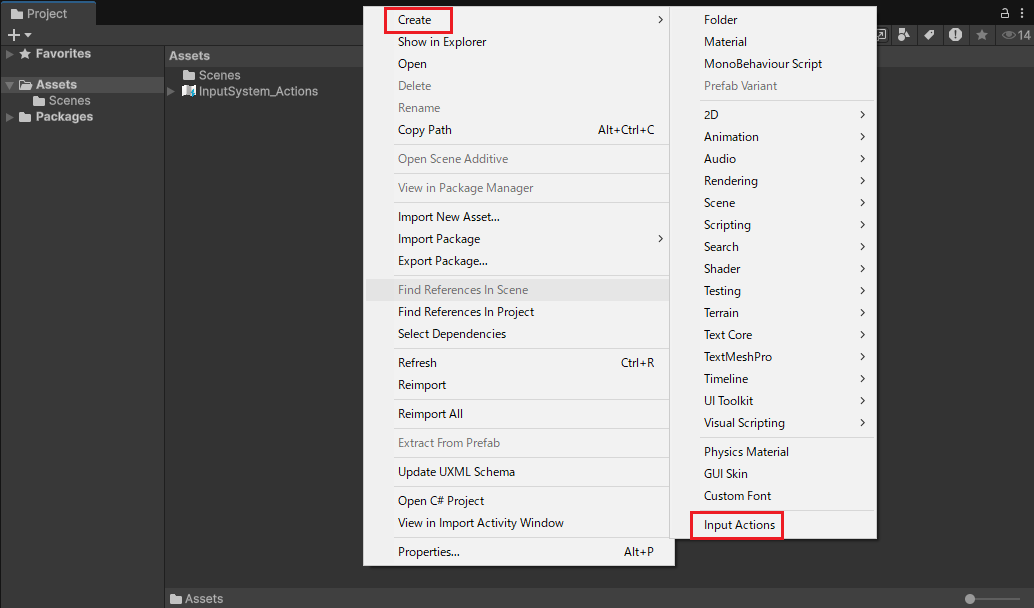 Project
14
Favorites
Assets
Scenes
Packages
Assets
Scenes
InputSystem_Actions
Assets
Create
Show in Explorer
Open
Delete
Rename
Copy Path Alt+Ctrl+C
Open Scene Additive
View in Package Manager
Import New Asset...
Import Package
Export Package...
Find References In Scene
Find References In Project
Select Dependencies
Refresh Ctrl+R
Reimport
Reimport All
Extract From Prefab
Update UXML Schema
Open C# Project
View in Import Activity Window
Properties... Alt+P
Folder
Material
MonoBehaviour Script
Prefab Variant
2D
Animation
Audio
Rendering
Scene
Scripting
Search
Shader
Testing
Terrain
Text Core
TextMeshPro
Timeline
UI Toolkit
Visual Scripting
Physics Material
GUI Skin
Custom Font
Input Actions